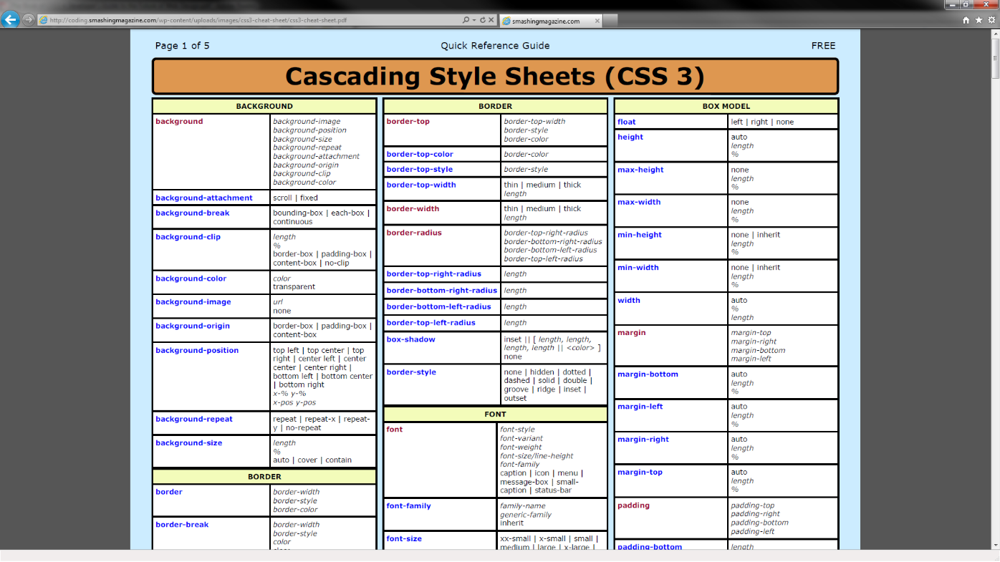 http://coding.smashingmagazine.com/wp-content/uploads/images/css3-cheat-sheet/css3-cheat-sheet.pdf
smashingmagazine.com
Page 1 of 5
Quick Reference Guide
FREE
Cascading Style Sheets (CSS 3)
BACKGROUND
background
background-image
background-position
background-size
background-repeat
background-attachment
background-origin
background-clip
background-color
background-attachment
scroll | fixed
background-break
bounding-box | each-box |
continuous
background-clip
length
%
border-box | padding-box |
content-box | no-clip
background-color
color
transparent
background-image
url
none
background-origin
border-box | padding-box |
content-box
background-position
top left | top center | top
right | center left | center
center | center right |
bottom left | bottom center
| bottom right
x-% y-%
x-pos y-pos
background-repeat
repeat | repeat-x | repeat-
y | no-repeat
background-size
length
%
auto | cover | contain
BORDER
border
border-width
border-style
border-color
border-break
border-width
border-style
color
BORDER
border-top
border-top-width
border-style
border-color
border-top-color
border-color
border-top-style
border-style
border-top-width
thin | medium | thick
length
border-width
thin | medium | thick
length
border-radius
border-top-right-radius
border-bottom-right-radius
border-bottom-left-radius
border-top-left-radius
border-top-right-radius
length
border-bottom-right-radius
length
border-bottom-left-radius
length
border-top-left-radius
length
box-shadow
inset || [ length, length,
length, length || <color> ]
none
border-style
none | hidden | dotted |
dashed | solid | double |
groove | ridge | inset |
outset
FONT
font
font-style
font-variant
font-weight
font-size/line-height
font-family
caption | icon | menu |
message-box | small-
caption | status-bar
font-family
family-name
generic-family
inherit
font-size
xx-small | x-small | small |
medium | large | x-large |
BOX MODEL
float
left | right | none
height
auto
length
%
max-height
none
length
%
max-width
none
length
%
min-height
none | inherit
length
%
min-width
none | inherit
length
%
width
auto
%
length
margin
margin-top
margin-right
margin-bottom
margin-left
margin-bottom
auto
length
%
margin-left
auto
length
%
margin-right
auto
length
%
margin-top
auto
length
%
padding
padding-top
padding-right
padding-bottom
padding-left
padding-bottom
length